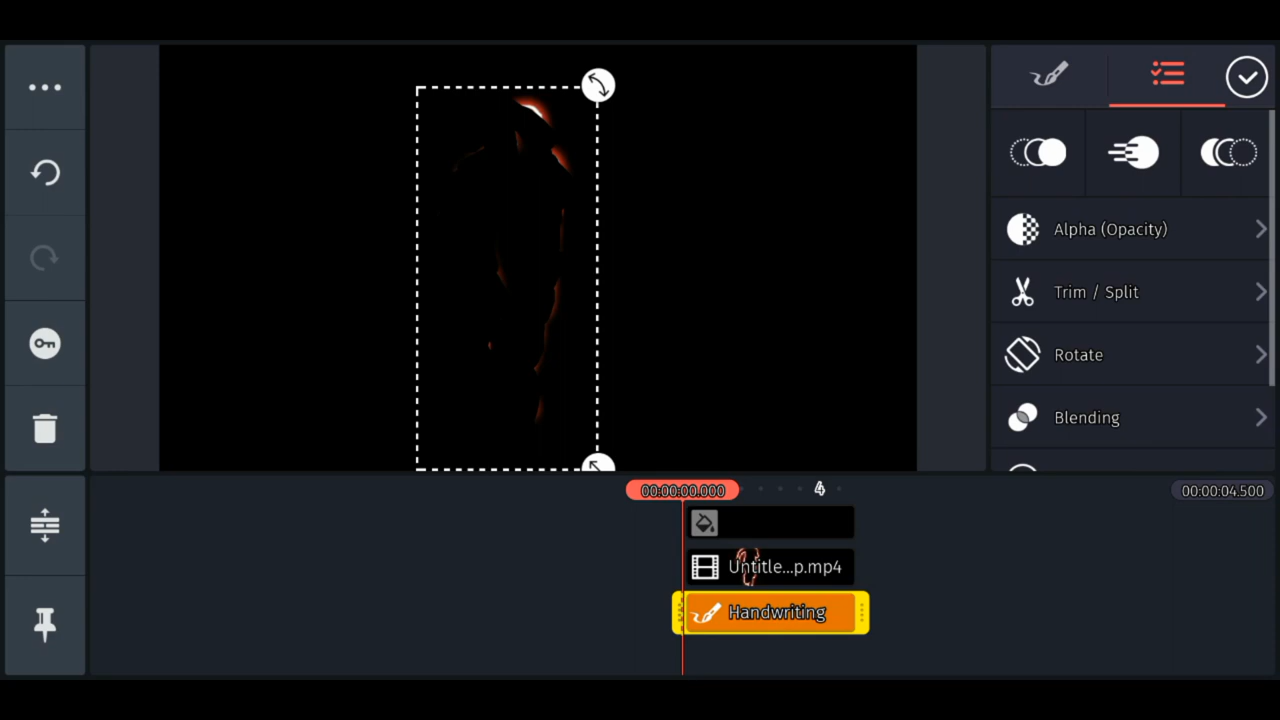 Alpha (Opacity)
Trim / Split
Rotate
Blending
00:00:00.000
4
00:00:04.500
Untitle...p.mp4
Handwriting